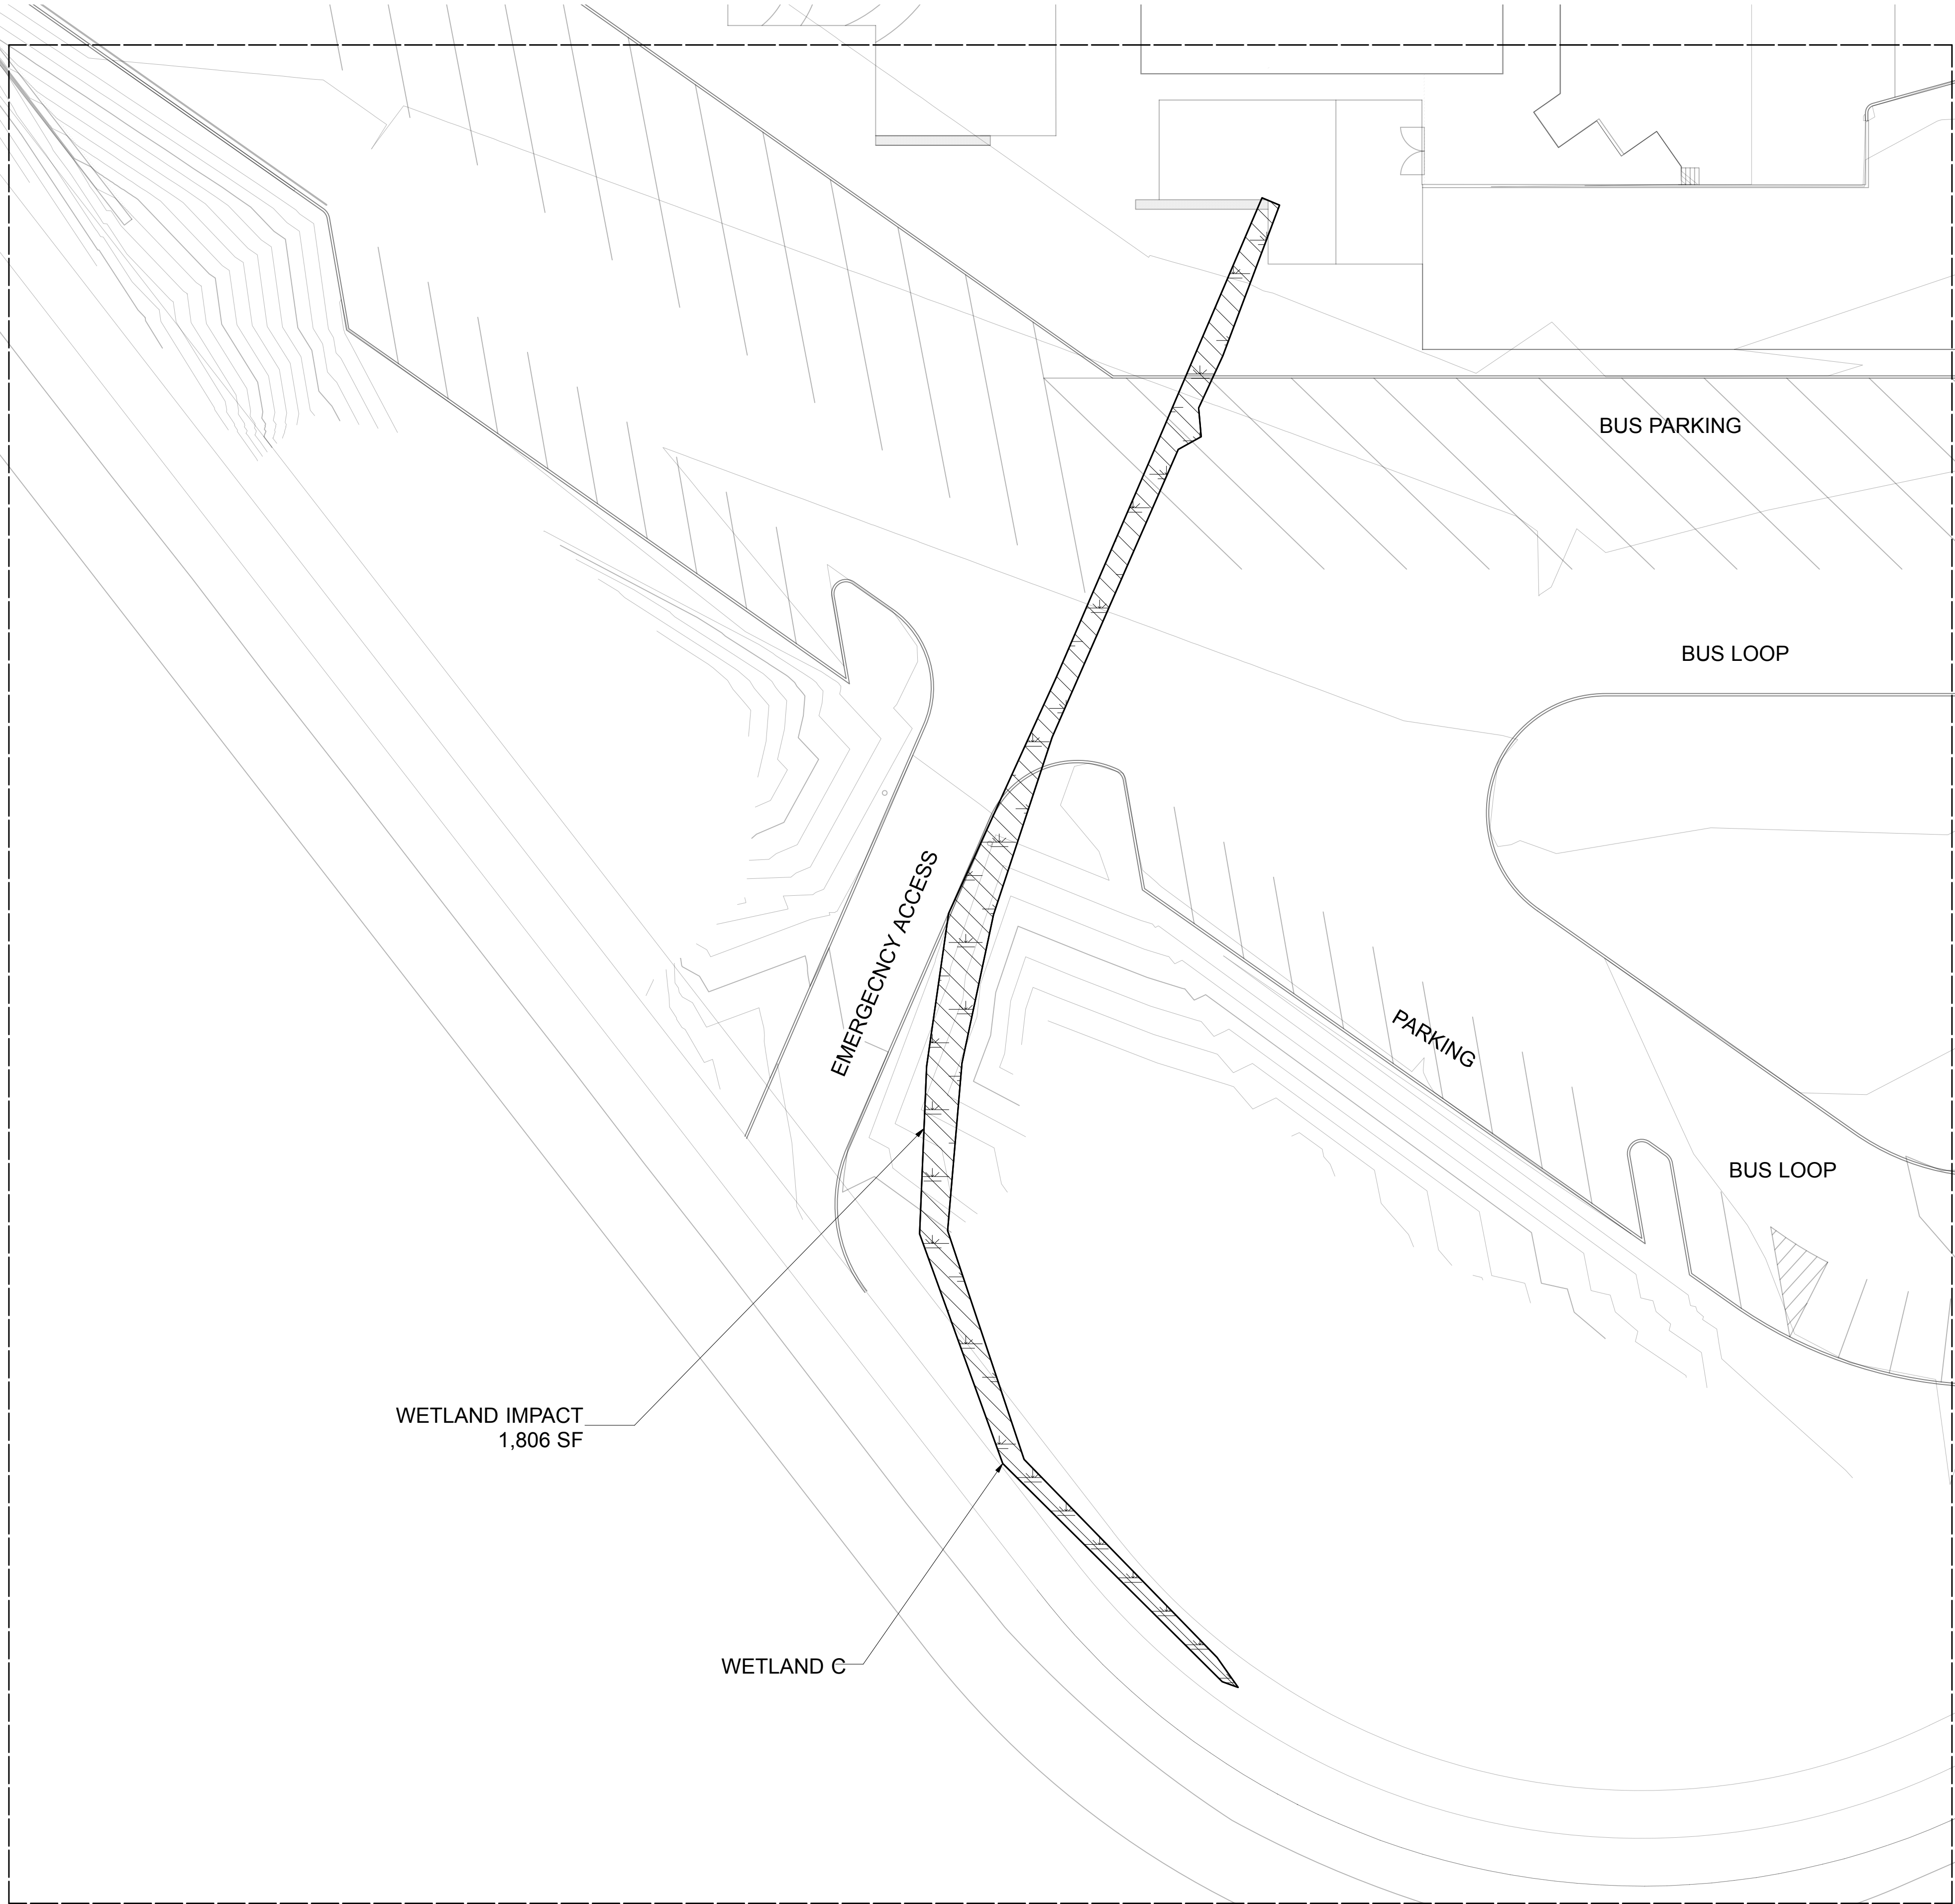 BUS PARKING
BUS LOOP
EMERGECNCY ACCESS
PARKING
BUS LOOP
WETLAND IMPACT
1,806 SF
WETLAND C